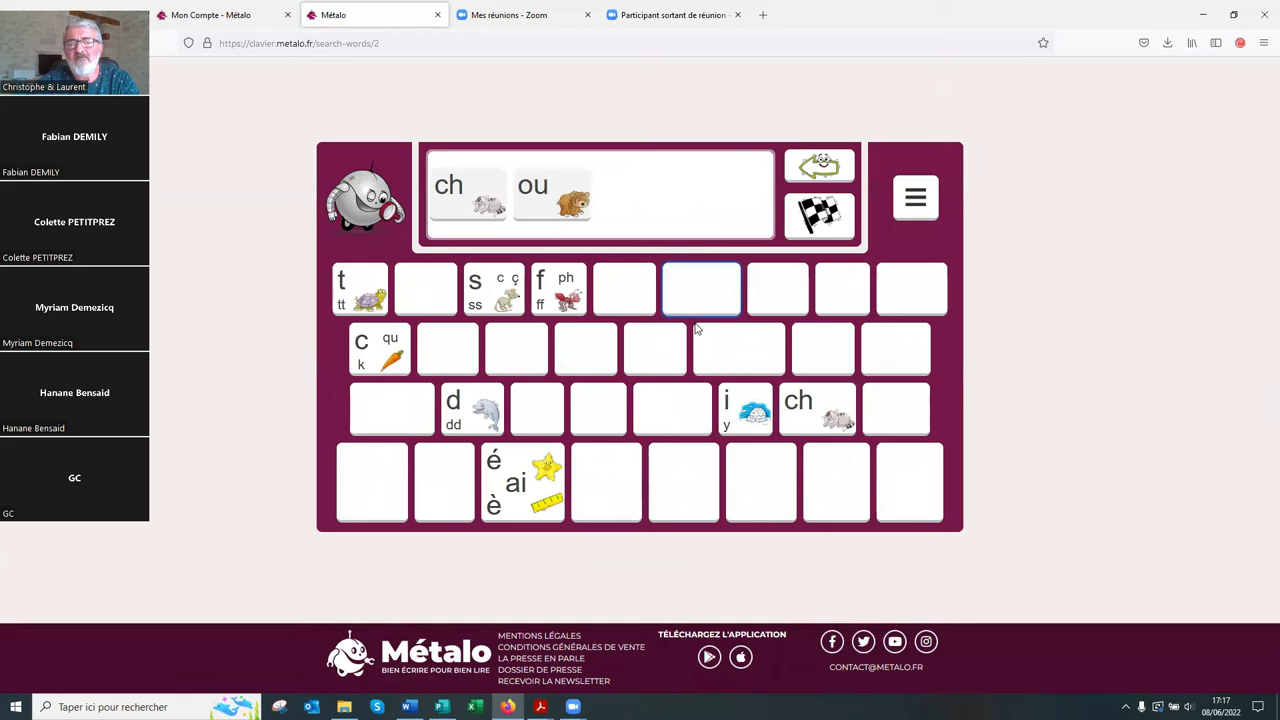 Mon Compte - Métalo
Métalo
Mes réunions - Zoom
Participant sortant de réunion -
https://davier.metalo.fr/search-words/2
Christophe & Laurent
Fabian DEMILY
Fabian DEMILY
Colette PETITPREZ
Colette PETITPREZ
Myriam Demezicq
Myriam Demezicq
Hanane Bensaid
Hanane Bensaid
GC
GC
ch ou
t tt
s c ç ss
f ph ff
c qu k
d dd
i y
ch
é ai è
Métalo
BIEN ÉCRIRE POUR BIEN LIRE
MENTIONS LÉGALES
CONDITIONS GÉNÉRALES DE VENTE
LA PRESSE EN PARLE
DOSSIER DE PRESSE
RECEVOIR LA NEWSLETTER
TÉLÉCHARGEZ L'APPLICATION
CONTACT@METALO.FR
Taper ici pour rechercher
17:17
08/06/2022